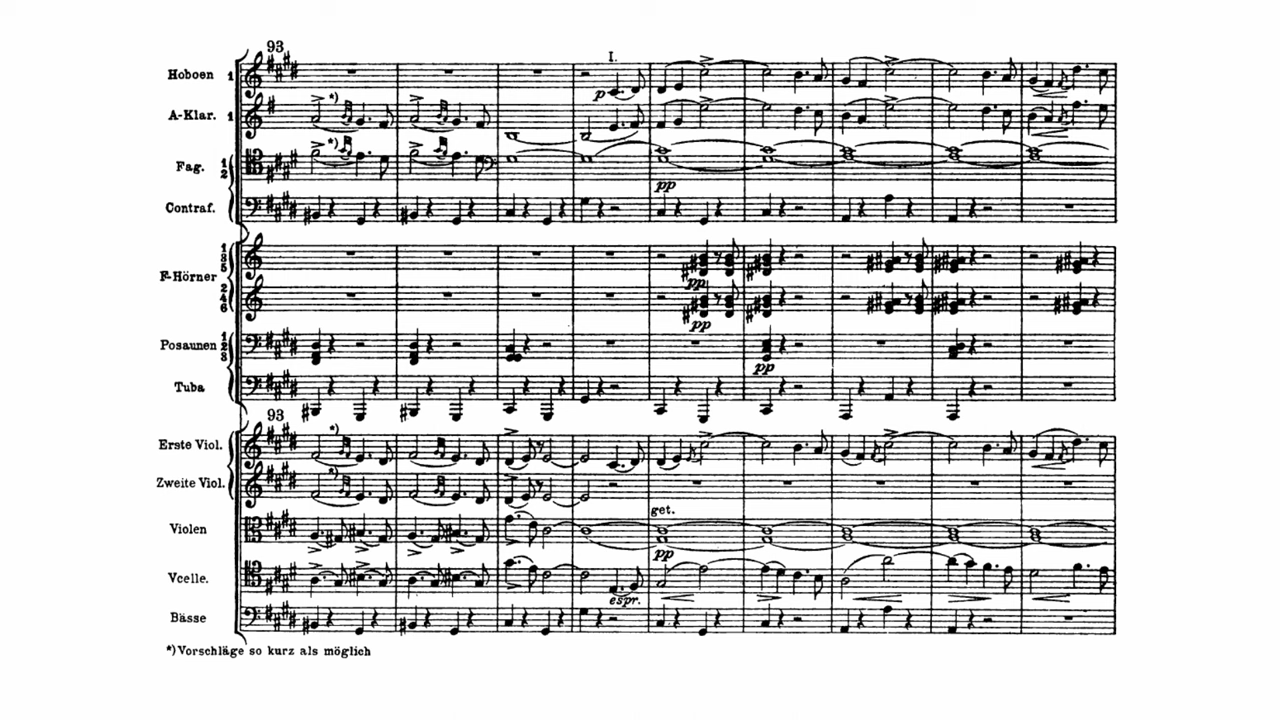 93
I.
Hoboen 1
p
A-Klar. 1
*)
*)
Fag. 1 2
pp
Contraf.
F-Hörner 1 3 5
pp
2 4 6
pp
Posaunen 1 2 3
pp
Tuba
93
Erste Viol.
*)
Zweite Viol.
*)
get.
Violen
pp
Vcelle.
espr.
Bässe
*) Vorschläge so kurz als möglich